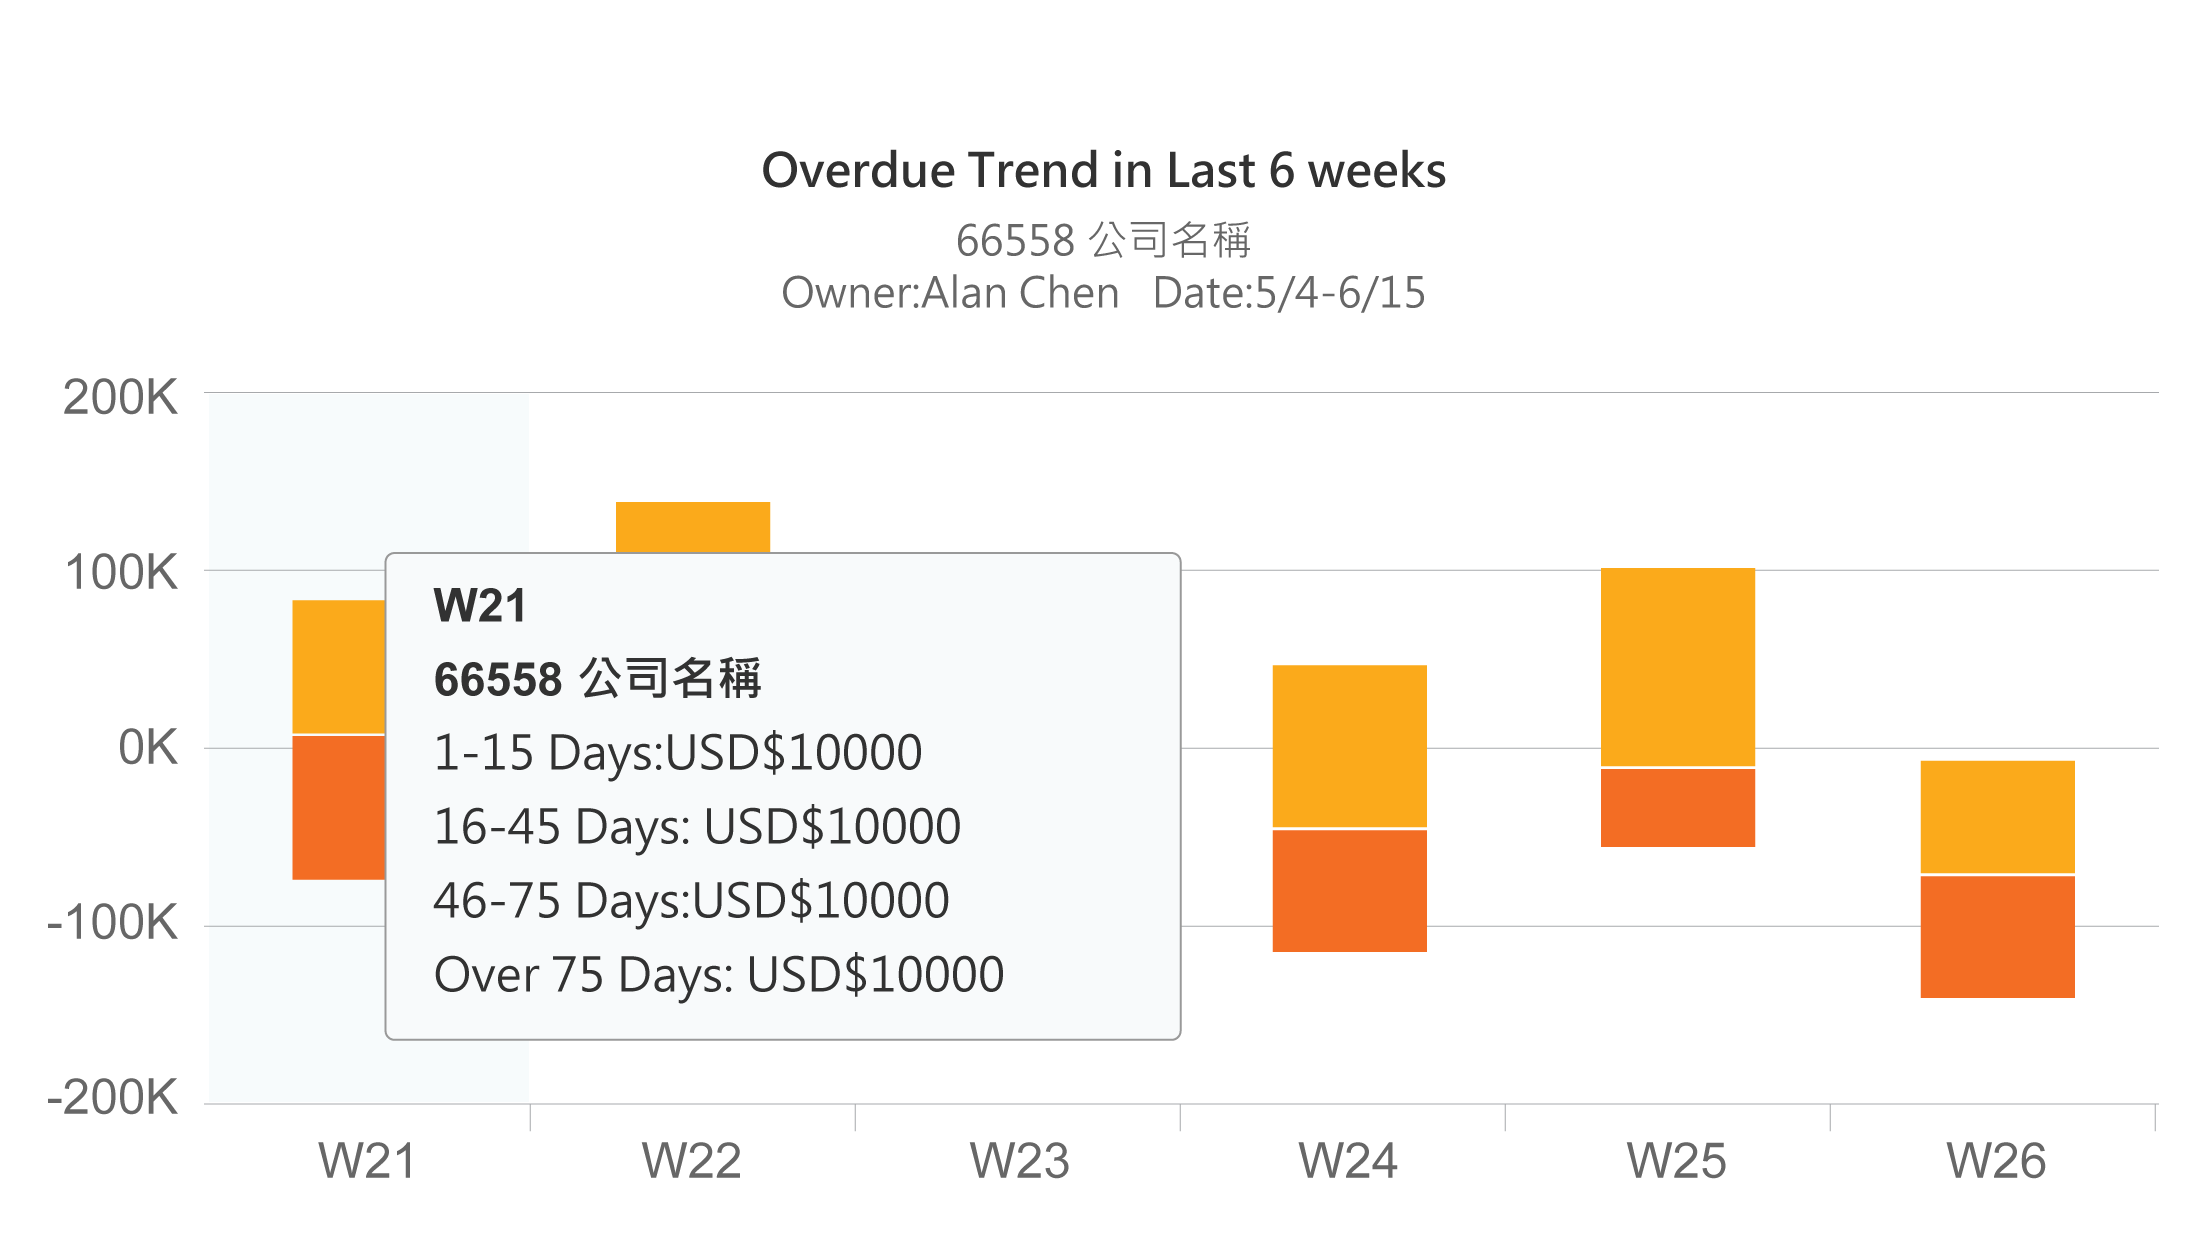 Overdue Trend in Last 6 weeks
66558 公司名稱
Owner:Alan Chen   Date:5/4-6/15
200K
100K
0K
-100K
-200K
W21
66558 公司名稱
1-15 Days:USD$10000
16-45 Days: USD$10000
46-75 Days:USD$10000
Over 75 Days: USD$10000
W21 W22 W23 W24 W25 W26